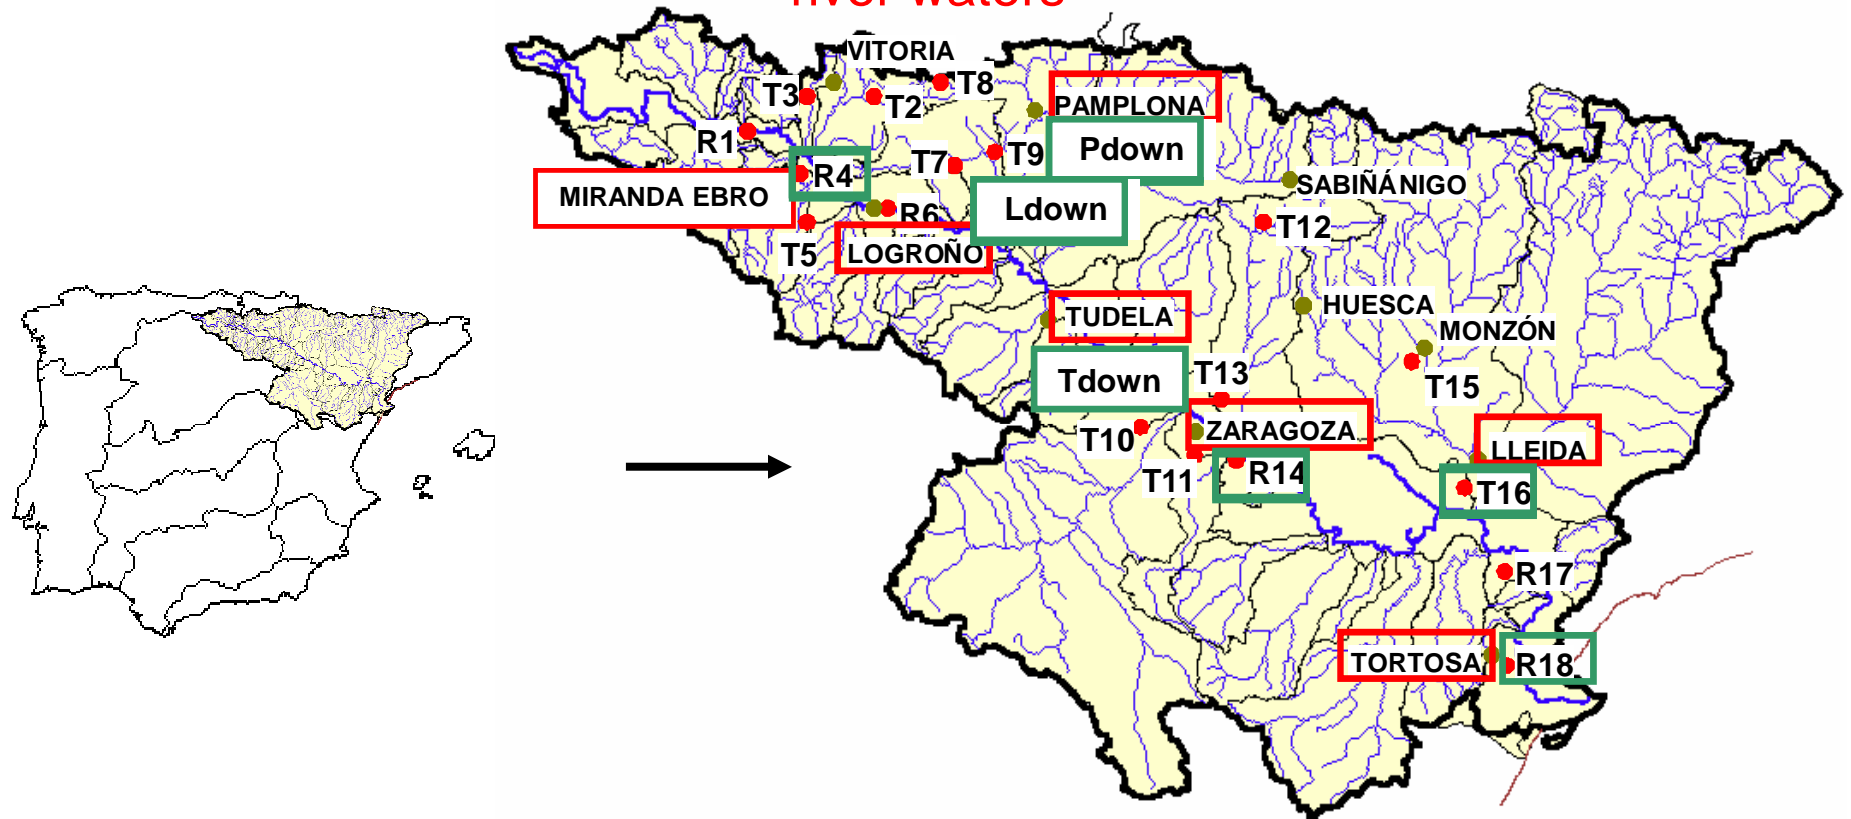 river waters
VITORIA
T3
T2
T8
PAMPLONA
R1
T7
T9
Pdown
R4
MIRANDA EBRO
SABIÑÁNIGO
R6
Ldown
T12
T5
LOGROÑO
TUDELA
HUESCA
MONZÓN
Tdown
T13
T15
T10
ZARAGOZA
LLEIDA
T11
R14
T16
R17
TORTOSA
R18